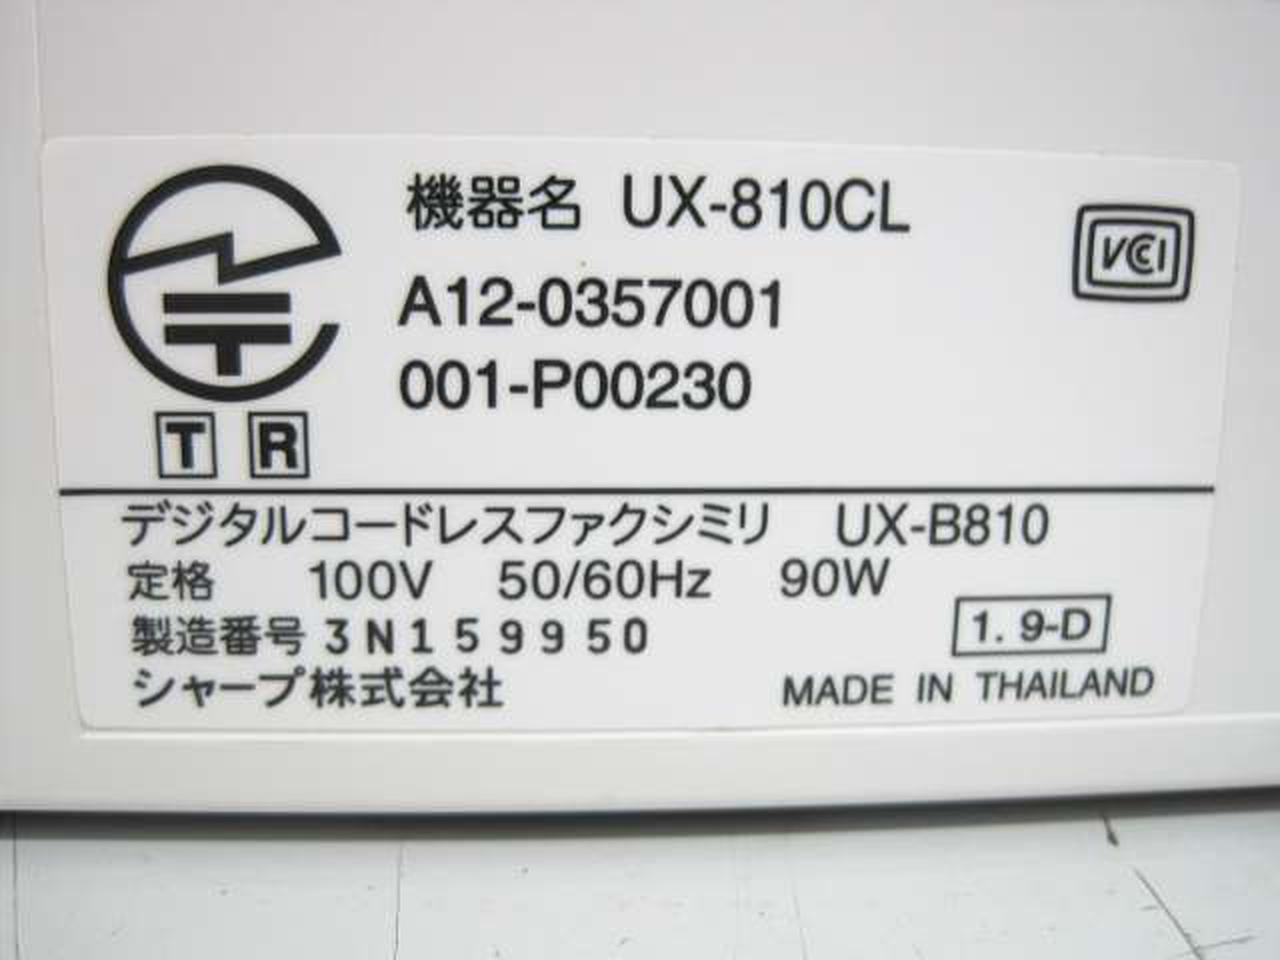 機器名 UX-810CL
VCCI
A12-0357001
001-P00230
T R
デジタルコードレスファクシミリ UX-B810
定格 100V 50/60Hz 90W
製造番号 3N159950
1.9-D
シャープ株式会社 MADE IN THAILAND